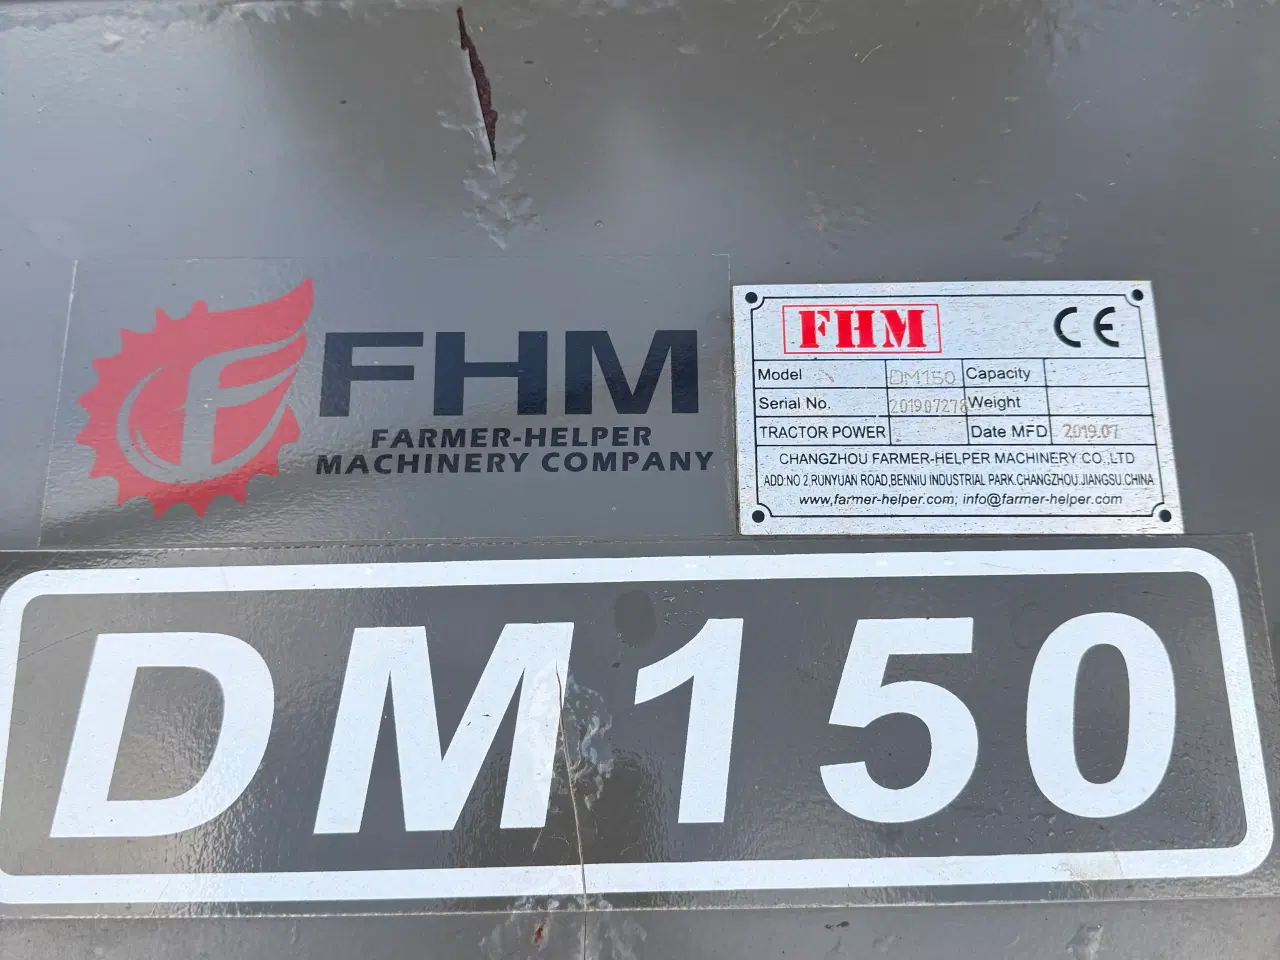 FHM
FARMER-HELPER
MACHINERY COMPANY
FHM CE
Model DM150 Capacity
Serial No. 201907278 Weight
TRACTOR POWER Date MFD 2019.07
CHANGZHOU FARMER-HELPER MACHINERY CO.,LTD
ADD:NO 2,RUNYUAN ROAD,BENNIU INDUSTRIAL PARK,CHANGZHOU.JIANGSU.CHINA
www.farmer-helper.com; info@farmer-helper.com
DM150